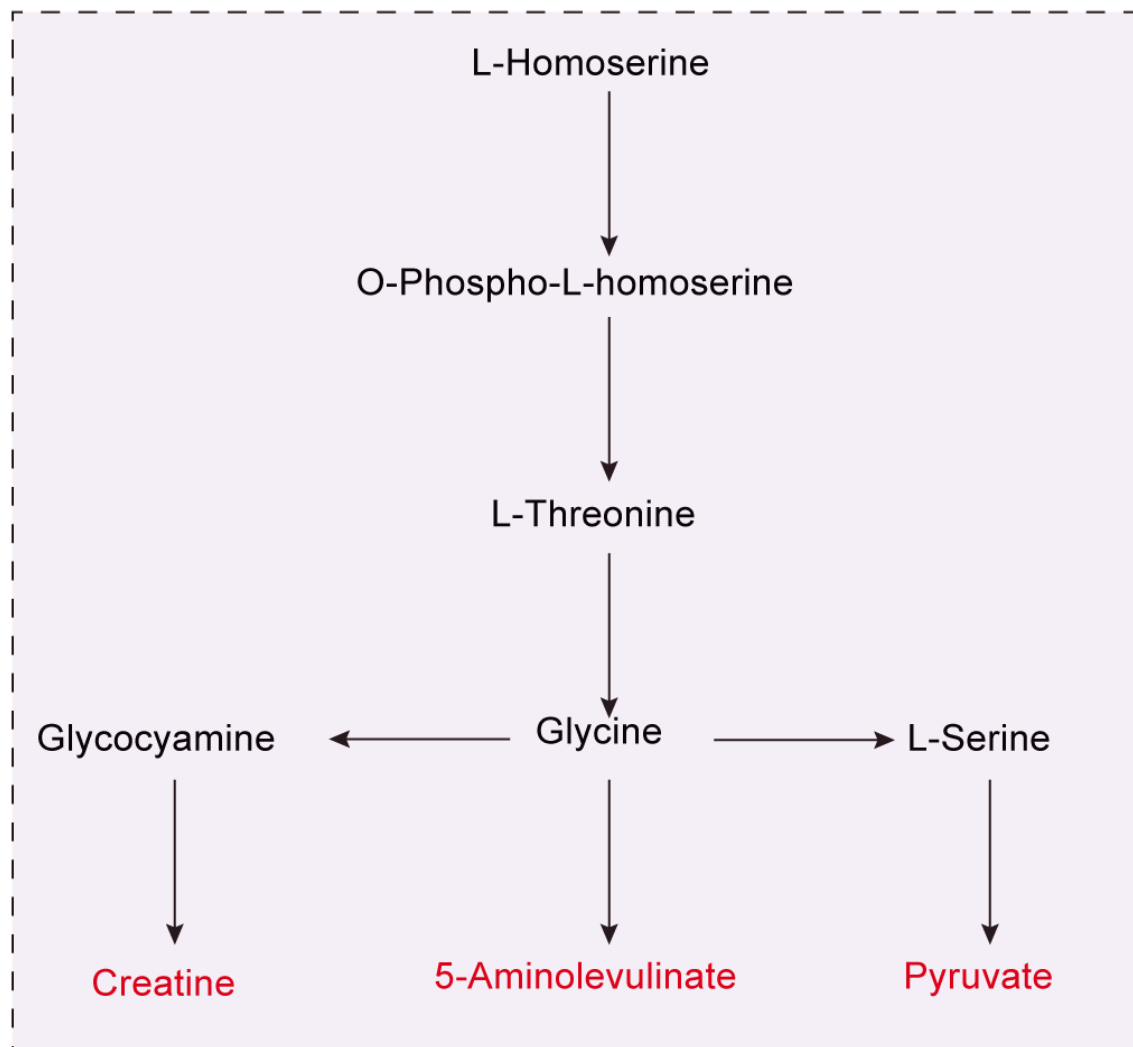 L-Homoserine
O-Phospho-L-homoserine
L-Threonine
Glycocyamine
Glycine
L-Serine
Creatine
5-Aminolevulinate
Pyruvate